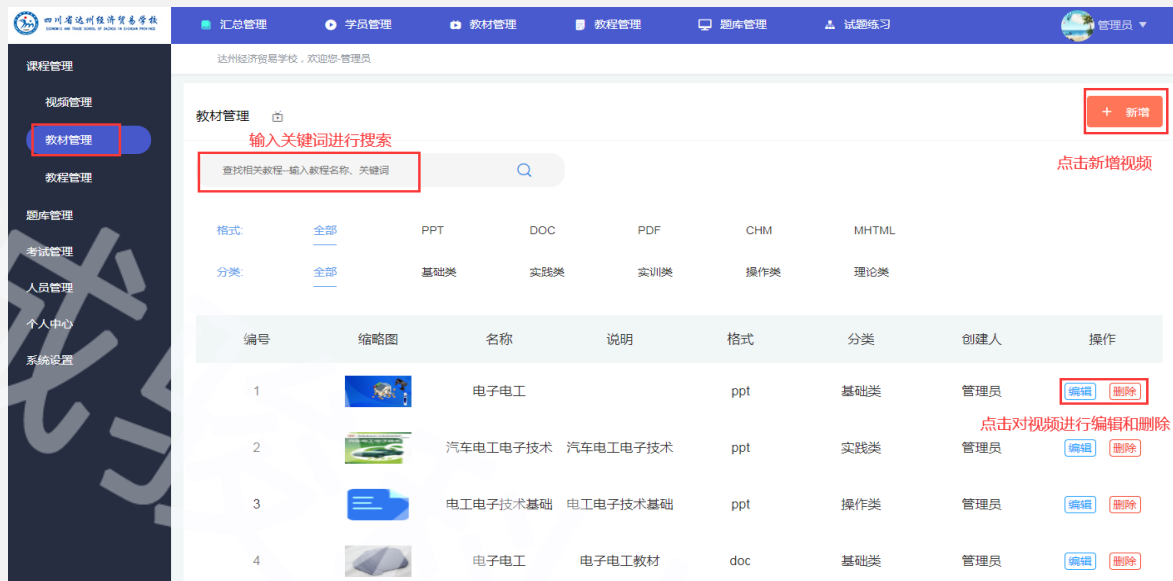 四川省达州经济贸易学校
ECONOMIC AND TRADE SCHOOL OF DAZHOU IN SICHUAN PROVINCE
汇总管理 学员管理 教材管理 教程管理 题库管理 试题练习 管理员
达州经济贸易学校，欢迎您-管理员
课程管理
视频管理
教材管理
教程管理
题库管理
考试管理
人员管理
个人中心
系统设置
教材管理
+ 新增
输入关键词进行搜索
点击新增视频
查找相关教程--输入教程名称、关键词
格式: 全部 PPT DOC PDF CHM MHTML
分类: 全部 基础类 实践类 实训类 操作类 理论类
编号 缩略图 名称 说明 格式 分类 创建人 操作
1 电子电工 ppt 基础类 管理员 编辑 删除
点击对视频进行编辑和删除
2 汽车电工电子技术 汽车电工电子技术 ppt 实践类 管理员 编辑 删除
3 电工电子技术基础 电工电子技术基础 ppt 操作类 管理员 编辑 删除
4 电子电工 电子电工教材 doc 基础类 管理员 编辑 删除